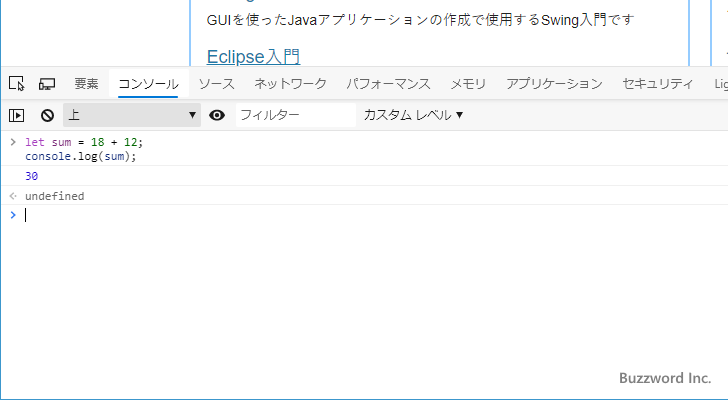 GUIを使ったJavaアプリケーションの作成で使用するSwing入門です
Eclipse入門
要素 コンソール ソース ネットワーク パフォーマンス メモリ アプリケーション セキュリティ Lig
上 ▼ フィルター カスタム レベル ▼
> let sum = 18 + 12;
console.log(sum);
30
undefined
>
Buzzword Inc.